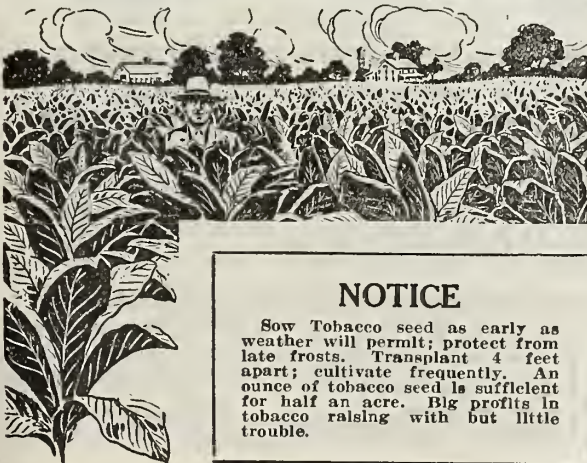 NOTICE
Sow Tobacco seed as early as
weather will permit; protect from
late frosts. Transplant 4 feet
apart; cultivate frequently. An
ounce of tobacco seed is sufficient
for half an acre. Big profits in
tobacco raising with but little
trouble.